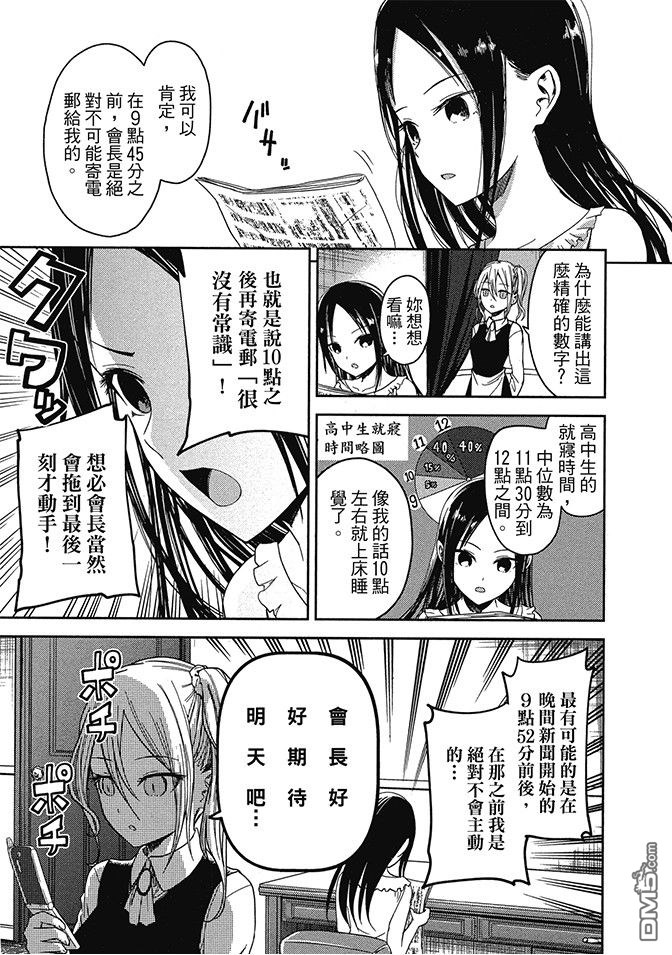 我可以
肯定，
在９點45分之
前，會長是絕
對不可能寄電
郵給我的。
為什麼能講出這
麼精確的數字？
妳想想
看嘛…
也就是說10點之
後再寄電郵「很
沒有常識」！
クワッ
想必會長當然
會拖到最後一
刻才動手！
高中生的
就寢時間，
中位數為
11點30分到
12點之間。
高中生就寢
時間略圖
12
11
10
9
40%
40%
15%
5%
像我的話10點
左右就上床睡
覺了。
最有可能的是在
晚間新聞開始的
９點52分前後，
在那之前我是
絕對不會主動
的…
會長好
好期待
明天吧…
ポチ
ポチ
DM5.com